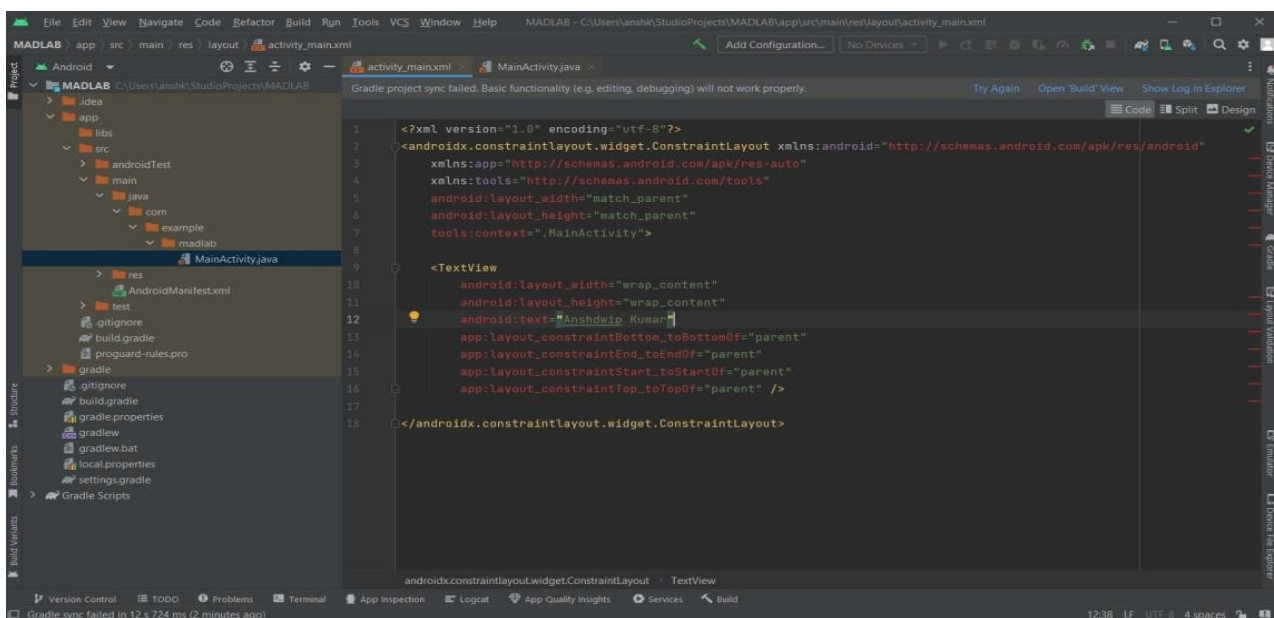 File Edit View Navigate Code Refactor Build Run Tools VCS Window Help MADLAB - C:\Users\anshk\StudioProjects\MADLAB\app\src\main\res\layout\activity_main.xml
MADLAB app src main res layout activity_main.xml Add Configuration... No Devices
Android activity_main.xml MainActivity.java
MADLAB C:\Users\anshk\StudioProjects\MADLAB
.idea
app
libs
src
androidTest
main
java
com
example
madlab
MainActivity.java
res
AndroidManifest.xml
test
.gitignore
build.gradle
proguard-rules.pro
gradle
.gitignore
build.gradle
gradle.properties
gradlew
gradlew.bat
local.properties
settings.gradle
Gradle Scripts
Gradle project sync failed. Basic functionality (e.g. editing, debugging) will not work properly. Try Again Open 'Build' View Show Log in Explorer
Code Split Design
1 <?xml version="1.0" encoding="utf-8"?>
2 <androidx.constraintlayout.widget.ConstraintLayout xmlns:android="http://schemas.android.com/apk/res/android"
3 xmlns:app="http://schemas.android.com/apk/res-auto"
4 xmlns:tools="http://schemas.android.com/tools"
5 android:layout_width="match_parent"
6 android:layout_height="match_parent"
7 tools:context=".MainActivity">
8
9 <TextView
10 android:layout_width="wrap_content"
11 android:layout_height="wrap_content"
12 android:text="Anshdwip Kumar"
13 app:layout_constraintBottom_toBottomOf="parent"
14 app:layout_constraintEnd_toEndOf="parent"
15 app:layout_constraintStart_toStartOf="parent"
16 app:layout_constraintTop_toTopOf="parent" />
17
18 </androidx.constraintlayout.widget.ConstraintLayout>
androidx.constraintlayout.widget.ConstraintLayout TextView
Project
Structure
Bookmarks
Build Variants
Notifications
Device Manager
Gradle
Layout Validation
Emulator
Device File Explorer
Version Control TODO Problems Terminal App Inspection Logcat App Quality Insights Services Build
Gradle sync failed in 12 s 724 ms (2 minutes ago) 12:38 LF UTF-8 4 spaces